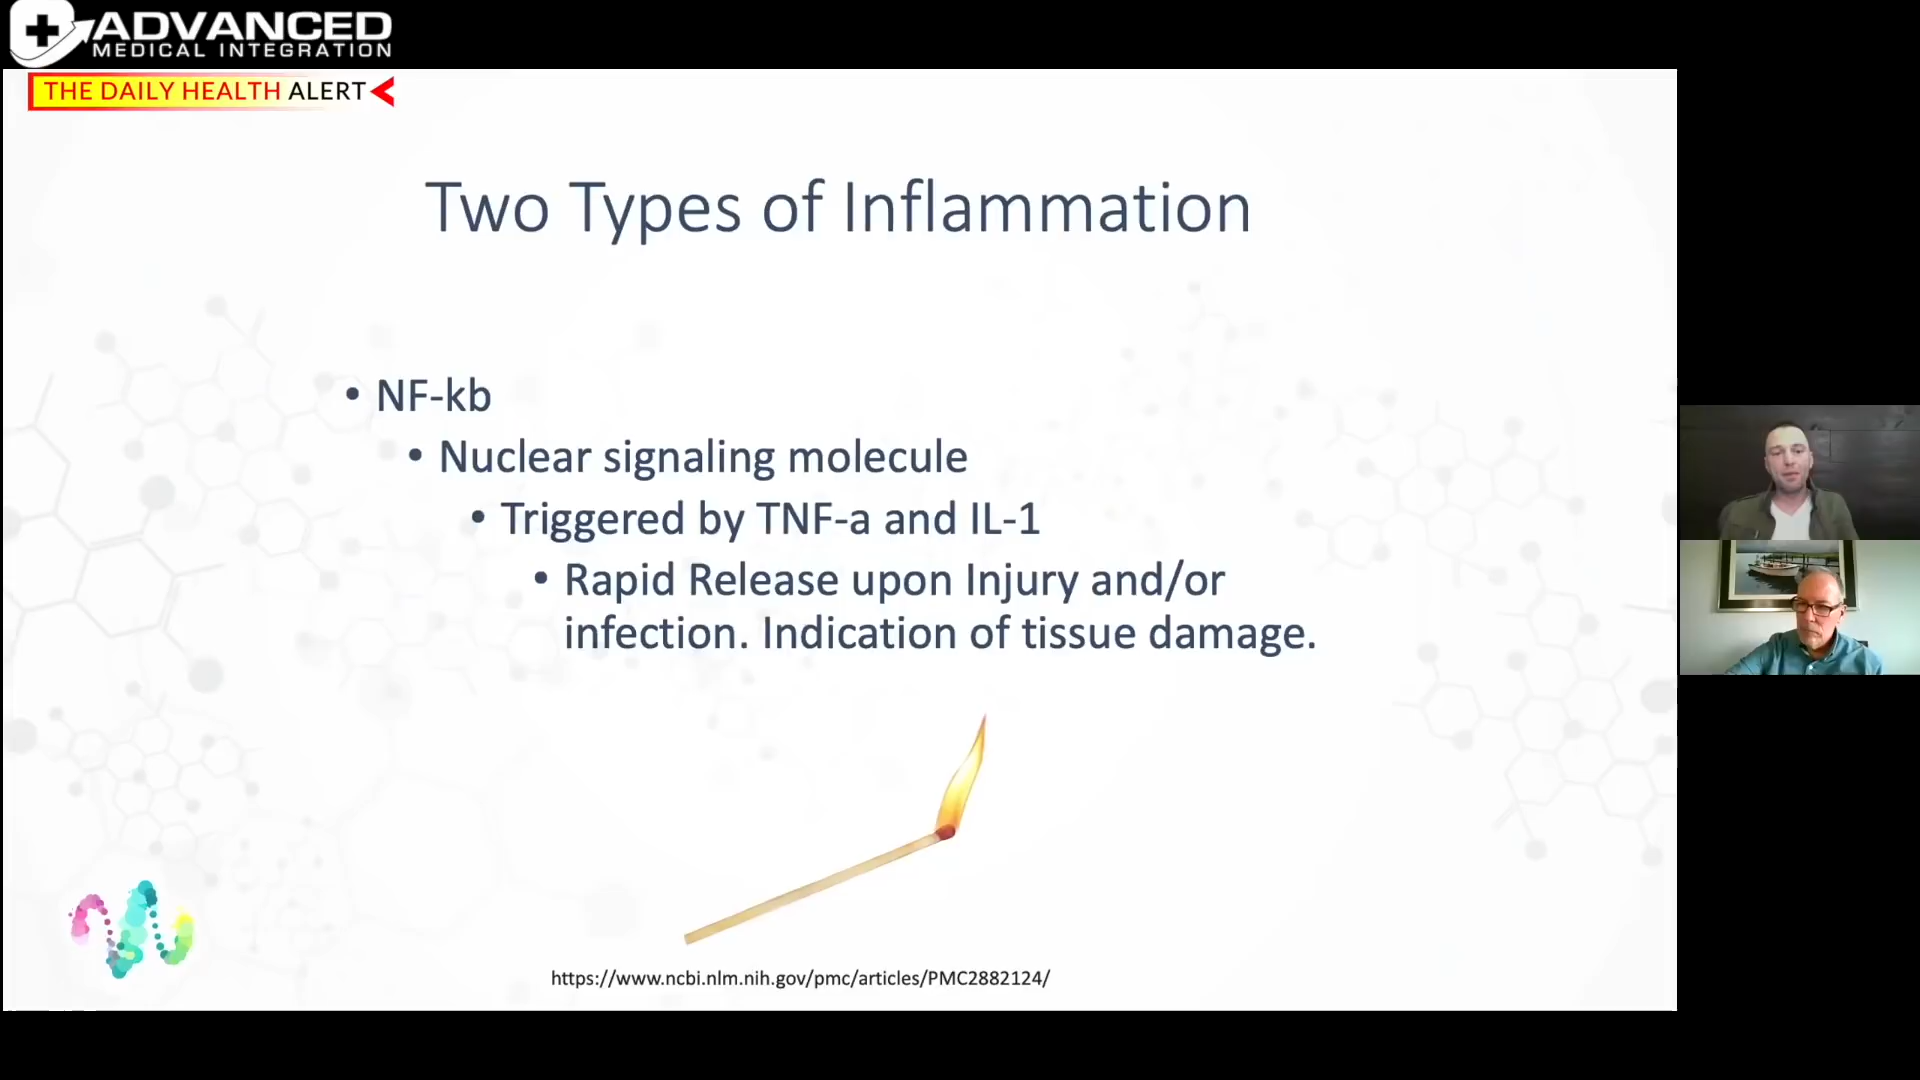 ADVANCED
MEDICAL INTEGRATION
THE DAILY HEALTH ALERT
Two Types of Inflammation
• NF-kb
• Nuclear signaling molecule
• Triggered by TNF-a and IL-1
• Rapid Release upon Injury and/or
infection. Indication of tissue damage.
https://www.ncbi.nlm.nih.gov/pmc/articles/PMC2882124/